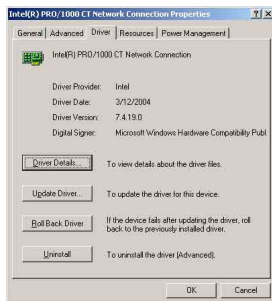 Intel(R) PRO/1000 CT Network Connection Properties
General Advanced Driver Resources Power Management
Intel(R) PRO/1000 CT Network Connection
Driver Provider: Intel
Driver Date: 3/12/2004
Driver Version: 7.4.19.0
Digital Signer: Microsoft Windows Hardware Compatibility Publ
Driver Details... To view details about the driver files.
Update Driver... To update the driver for this device.
Roll Back Driver If the device fails after updating the driver, roll
back to the previously installed driver.
Uninstall To uninstall the driver (Advanced).
OK Cancel